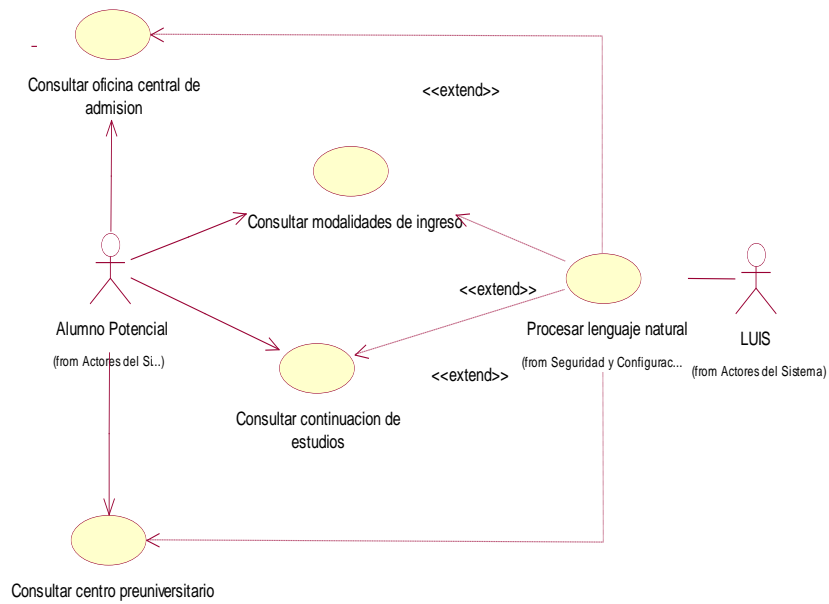 Consultar oficina central de
admision
<<extend>>
Consultar modalidades de ingreso
<<extend>>
Alumno Potencial
(from Actores del Si...)
Procesar lenguaje natural
(from Seguridad y Configurac...
LUIS
(from Actores del Sistema)
<<extend>>
Consultar continuacion de
estudios
Consultar centro preuniversitario